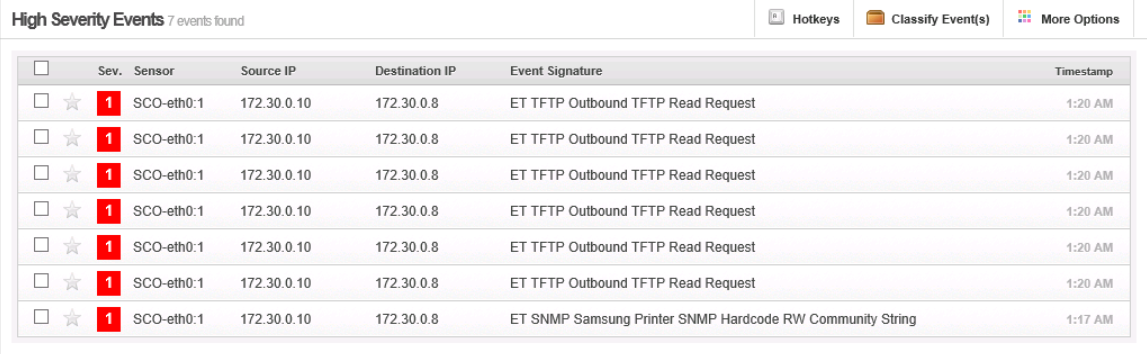 High Severity Events 7 events found Hotkeys Classify Event(s) More Options
Sev. Sensor Source IP Destination IP Event Signature Timestamp
1 SCO-eth0:1 172.30.0.10 172.30.0.8 ET TFTP Outbound TFTP Read Request 1:20 AM
1 SCO-eth0:1 172.30.0.10 172.30.0.8 ET TFTP Outbound TFTP Read Request 1:20 AM
1 SCO-eth0:1 172.30.0.10 172.30.0.8 ET TFTP Outbound TFTP Read Request 1:20 AM
1 SCO-eth0:1 172.30.0.10 172.30.0.8 ET TFTP Outbound TFTP Read Request 1:20 AM
1 SCO-eth0:1 172.30.0.10 172.30.0.8 ET TFTP Outbound TFTP Read Request 1:20 AM
1 SCO-eth0:1 172.30.0.10 172.30.0.8 ET TFTP Outbound TFTP Read Request 1:20 AM
1 SCO-eth0:1 172.30.0.10 172.30.0.8 ET SNMP Samsung Printer SNMP Hardcode RW Community String 1:17 AM